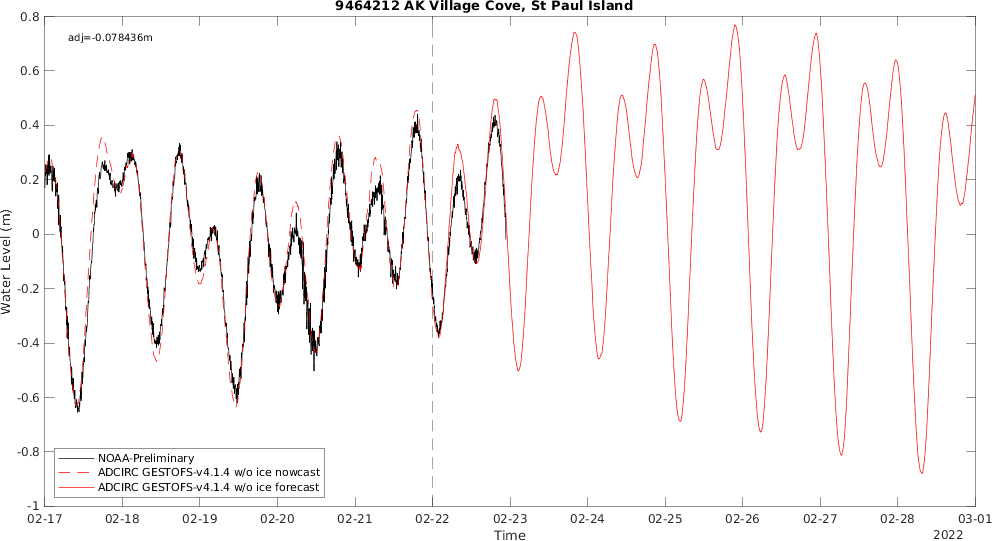 9464212 AK Village Cove, St Paul Island
adj=-0.078436m
0.8
0.6
0.4
0.2
0
-0.2
-0.4
-0.6
-0.8
-1
Water Level (m)
NOAA-Preliminary
ADCIRC GESTOFS-v4.1.4 w/o ice nowcast
ADCIRC GESTOFS-v4.1.4 w/o ice forecast
02-17 02-18 02-19 02-20 02-21 02-22 02-23 02-24 02-25 02-26 02-27 02-28 03-01
Time
2022